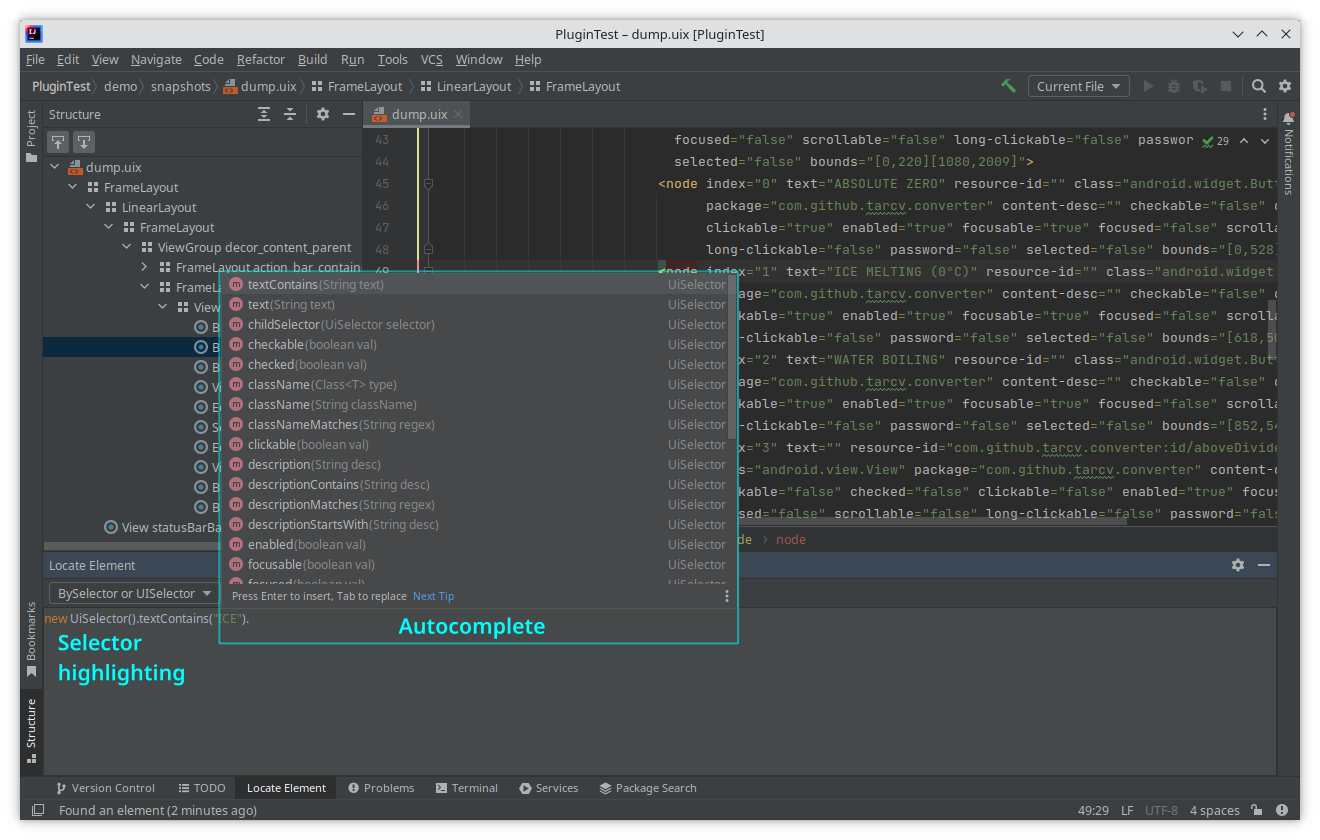 PluginTest – dump.uix [PluginTest]
File Edit View Navigate Code Refactor Build Run Tools VCS Window Help
PluginTest demo snapshots dump.uix FrameLayout LinearLayout FrameLayout
Current File
Project
Structure
dump.uix
Notifications
dump.uix
FrameLayout
LinearLayout
FrameLayout
ViewGroup decor_content_parent
FrameLayout action_bar_contain
FrameL
View
B
B
B
Vi
E
Se
E
Vi
B
B
View statusBarBa
43 focused="false" scrollable="false" long-clickable="false" passwor
29
44 selected="false" bounds="[0,220][1080,2009]">
45 <node index="0" text="ABSOLUTE ZERO" resource-id="" class="android.widget.But
46 package="com.github.tarcv.converter" content-desc="" checkable="false" c
47 clickable="true" enabled="true" focusable="true" focused="false" scrolla
48 long-clickable="false" password="false" selected="false" bounds="[0,528]
49 <node index="1" text="ICE MELTING (0°C)" resource-id="" class="android.widget
age="com.github.tarcv.converter" content-desc="" checkable="false" c
kable="true" enabled="true" focusable="true" focused="false" scrolla
-clickable="false" password="false" selected="false" bounds="[618,50
x="2" text="WATER BOILING" resource-id="" class="android.widget.But
age="com.github.tarcv.converter" content-desc="" checkable="false" c
kable="true" enabled="true" focusable="true" focused="false" scrolla
-clickable="false" password="false" selected="false" bounds="[852,54
x="3" text="" resource-id="com.github.tarcv.converter:id/aboveDivide
s="android.view.View" package="com.github.tarcv.converter" content-d
kable="false" checked="false" clickable="false" enabled="true" focus
sed="false" scrollable="false" long-clickable="false" password="fals
de node
textContains(String text) UiSelector
text(String text) UiSelector
childSelector(UiSelector selector) UiSelector
checkable(boolean val) UiSelector
checked(boolean val) UiSelector
className(Class<T> type) UiSelector
className(String className) UiSelector
classNameMatches(String regex) UiSelector
clickable(boolean val) UiSelector
description(String desc) UiSelector
descriptionContains(String desc) UiSelector
descriptionMatches(String regex) UiSelector
descriptionStartsWith(String desc) UiSelector
enabled(boolean val) UiSelector
focusable(boolean val) UiSelector
focused(boolean val) UiSelector
Press Enter to insert, Tab to replace Next Tip
Autocomplete
Locate Element
BySelector or UISelector
new UiSelector().textContains("ICE").
Selector
highlighting
Bookmarks
Structure
Version Control TODO Locate Element Problems Terminal Services Package Search
Found an element (2 minutes ago) 49:29 LF UTF-8 4 spaces